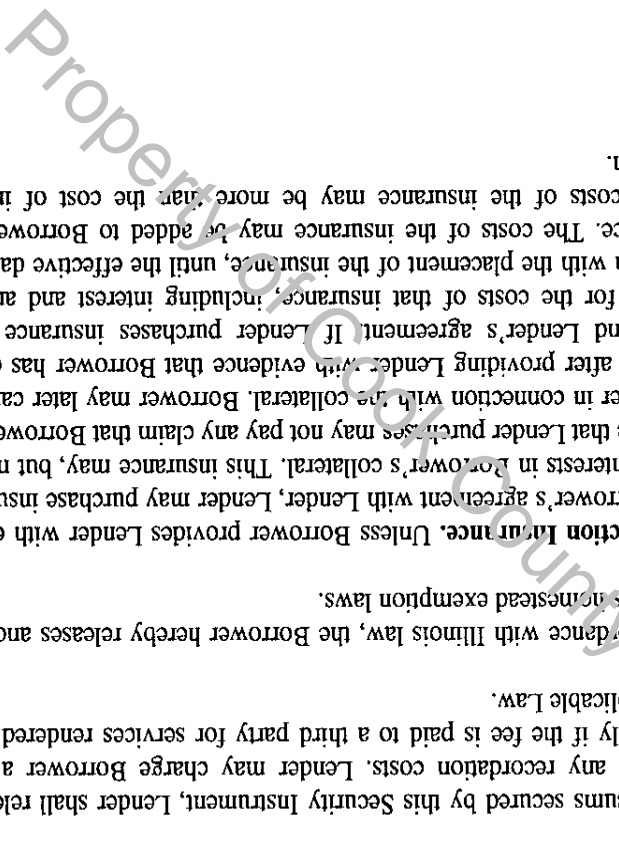 sums secured by this Security Instrument, Lender shall rele
any recordation costs. Lender may charge Borrower a
ly if the fee is paid to a third party for services rendered
licable Law.
rdance with Illinois law, the Borrower hereby releases and
homestead exemption laws.
ction Insurance. Unless Borrower provides Lender with e
rrower's agreement with Lender, Lender may purchase insu
nterests in Borrower's collateral. This insurance may, but n
that Lender purchases may not pay any claim that Borrowe
er in connection with the collateral. Borrower may later ca
after providing Lender with evidence that Borrower has
nd Lender's agreement. If Lender purchases insurance
for the costs of that insurance, including interest and an
n with the placement of the insurance, until the effective da
ce. The costs of the insurance may be added to Borrowe
costs of the insurance may be more than the cost of in
n.
Property of Cook County